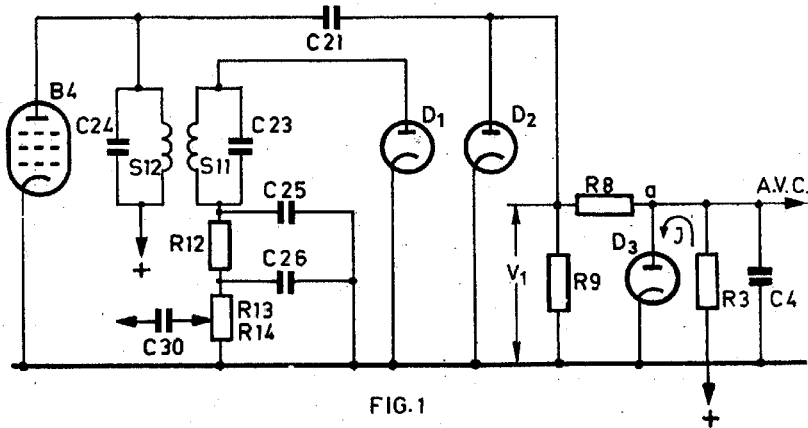 C21
B4
C24
S12
S11
C23
D1
D2
C25
R12
C26
R13
R14
C30
V1
R8
a
A.V.C.
D3
J
R9
R3
C4
+
+
FIG.1